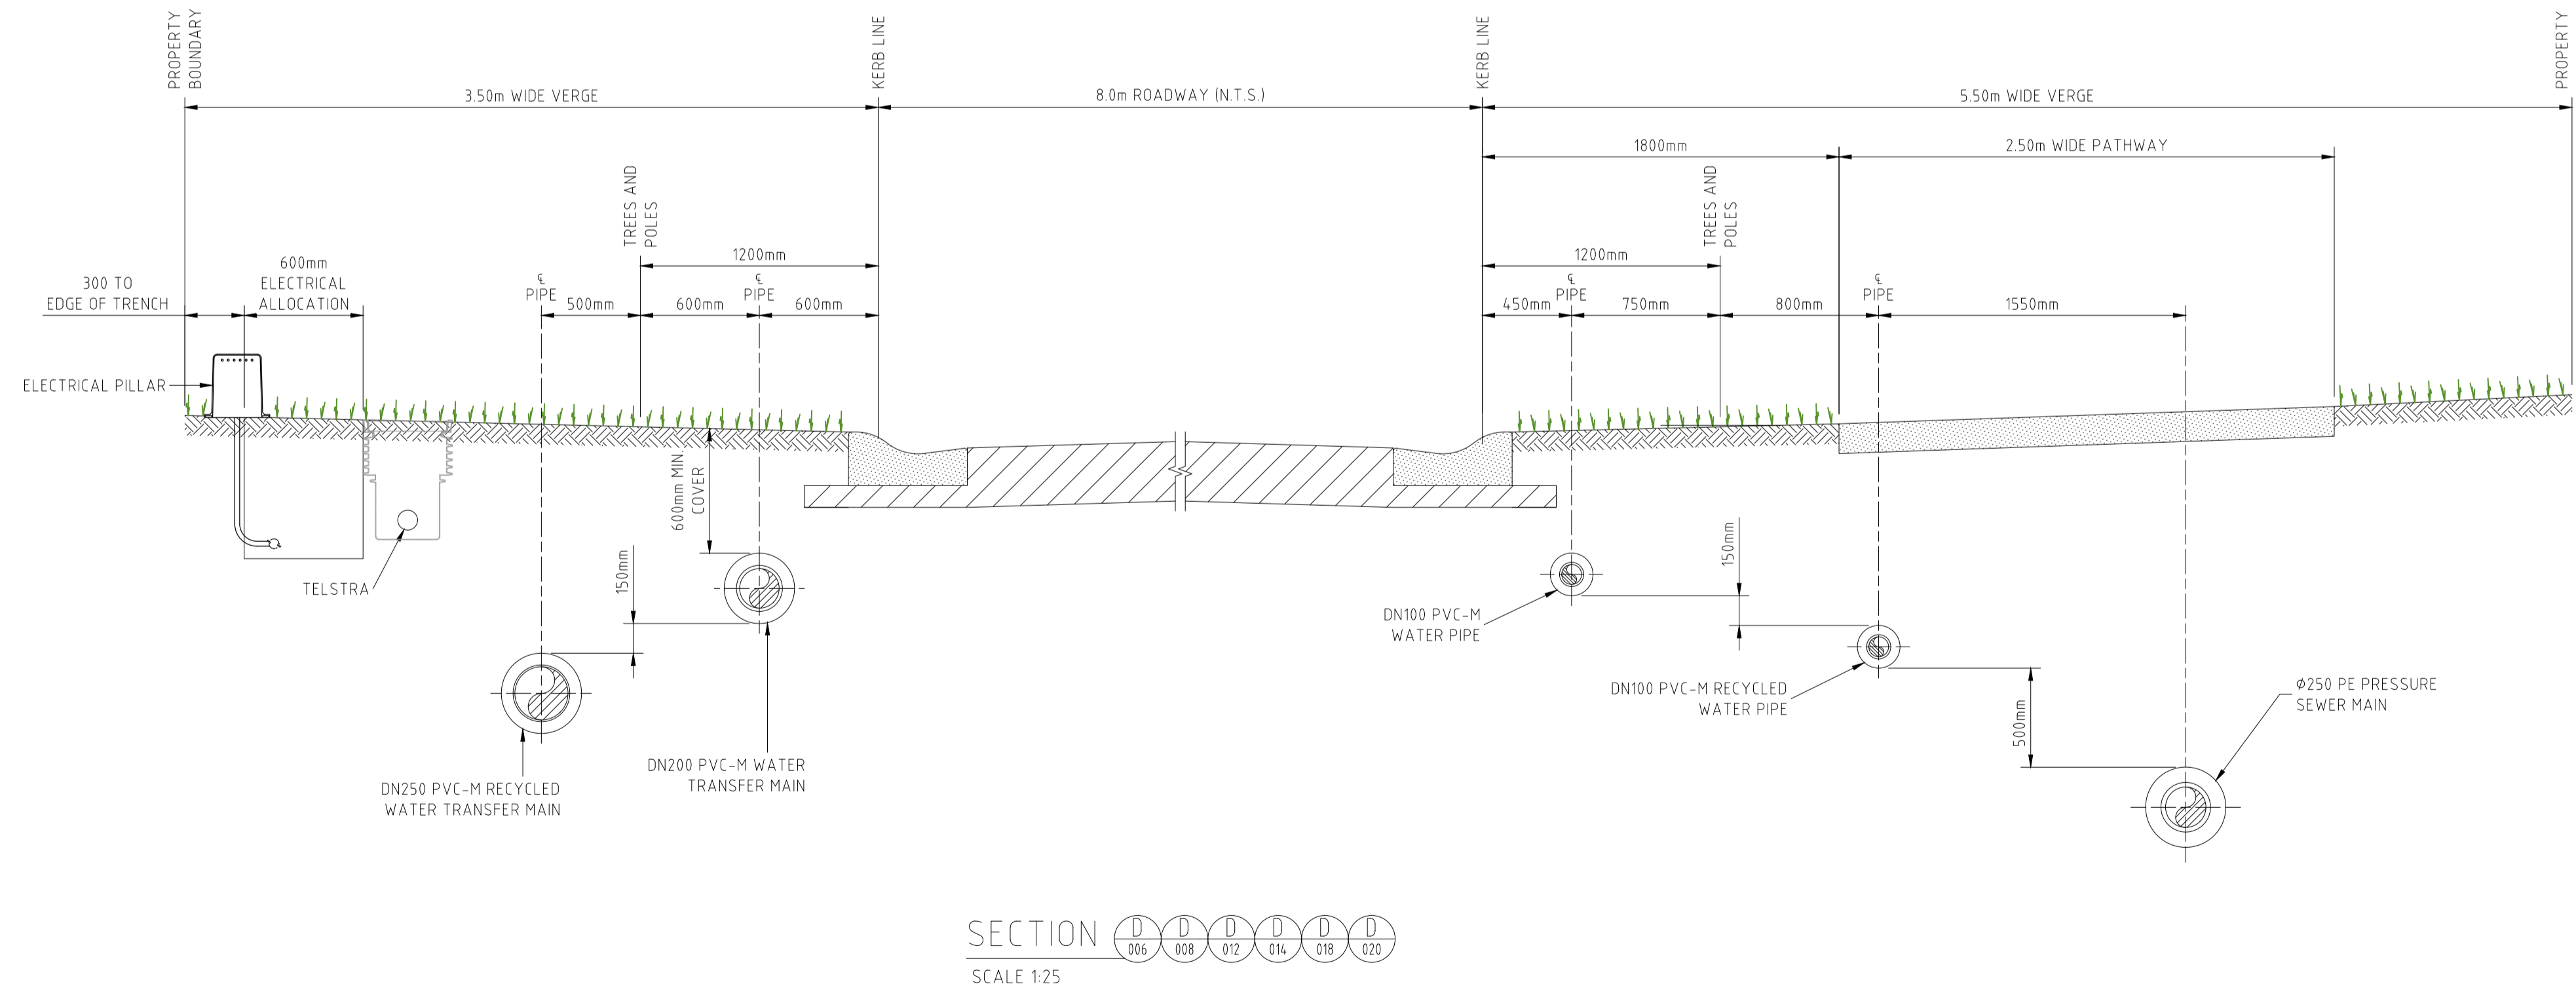 PROPERTY
BOUNDARY
KERB LINE
KERB LINE
PROPERTY
3.50m WIDE VERGE
8.0m ROADWAY (N.T.S.)
5.50m WIDE VERGE
1800mm
2.50m WIDE PATHWAY
TREES AND
POLES
TREES AND
POLES
1200mm
1200mm
300 TO
EDGE OF TRENCH
600mm
ELECTRICAL
ALLOCATION
℄
PIPE
℄
PIPE
℄
PIPE
℄
PIPE
500mm
600mm
600mm
450mm
750mm
800mm
1550mm
ELECTRICAL PILLAR
600mm MIN.
COVER
150mm
150mm
TELSTRA
DN100 PVC-M
WATER PIPE
DN100 PVC-M RECYCLED
WATER PIPE
500mm
Ø250 PE PRESSURE
SEWER MAIN
DN200 PVC-M WATER
TRANSFER MAIN
DN250 PVC-M RECYCLED
WATER TRANSFER MAIN
SECTION
D
006
D
008
D
012
D
014
D
018
D
020
SCALE 1:25